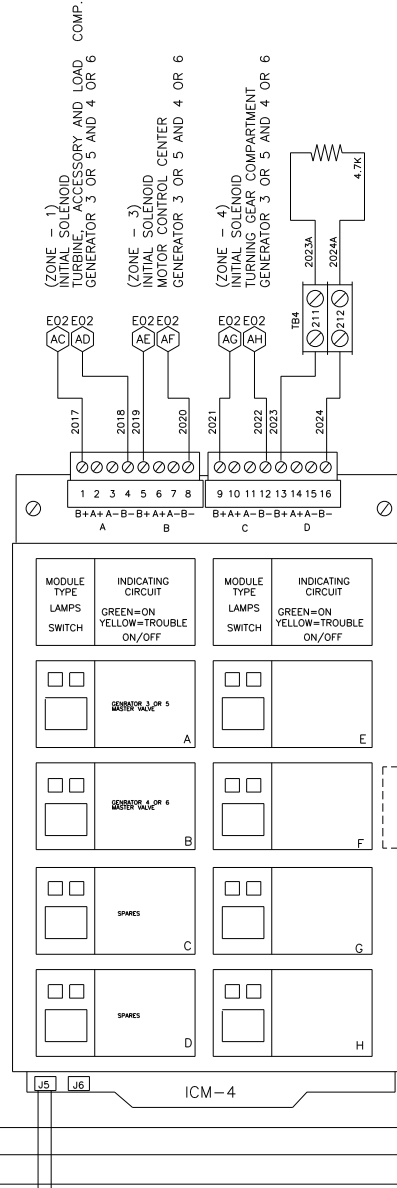 (ZONE - 1)
INITIAL SOLENOID
TURBINE, ACCESSORY AND LOAD COMP.
GENERATOR 3 OR 5 AND 4 OR 6
(ZONE - 3)
INITIAL SOLENOID
MOTOR CONTROL CENTER
GENERATOR 3 OR 5 AND 4 OR 6
(ZONE - 4)
INITIAL SOLENOID
TURNING GEAR COMPARTMENT
GENERATOR 3 OR 5 AND 4 OR 6
4.7K
2023A 2024A
TB4 211 212
E02 E02 E02 E02 E02 E02
AC AD AE AF AG AH
2017 2018 2019 2020 2021 2022 2023 2024
1 2 3 4 5 6 7 8 9 10 11 12 13 14 15 16
B+ A+ A- B- B+ A+ A- B- B+ A+ A- B- B+ A+ A- B-
A B C D
MODULE TYPE
LAMPS
SWITCH
INDICATING CIRCUIT
GREEN=ON
YELLOW=TROUBLE
ON/OFF
MODULE TYPE
LAMPS
SWITCH
INDICATING CIRCUIT
GREEN=ON
YELLOW=TROUBLE
ON/OFF
GENRATOR 3 OR 5
MASTER VALVE
A
E
GENRATOR 4 OR 6
MASTER VALVE
B
F
SPARES
C
G
SPARES
D
H
J5 J6
ICM-4